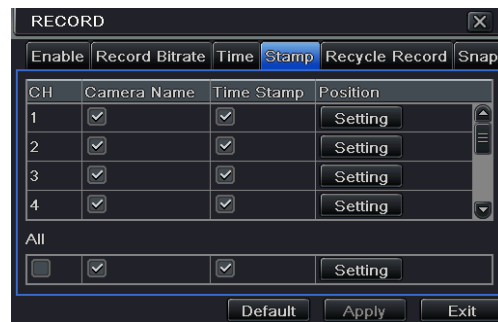 RECORD
Enable Record Bitrate Time Stamp Recycle Record Snap
CH Camera Name Time Stamp Position
1 Setting
2 Setting
3 Setting
4 Setting
All
Setting
Default Apply Exit